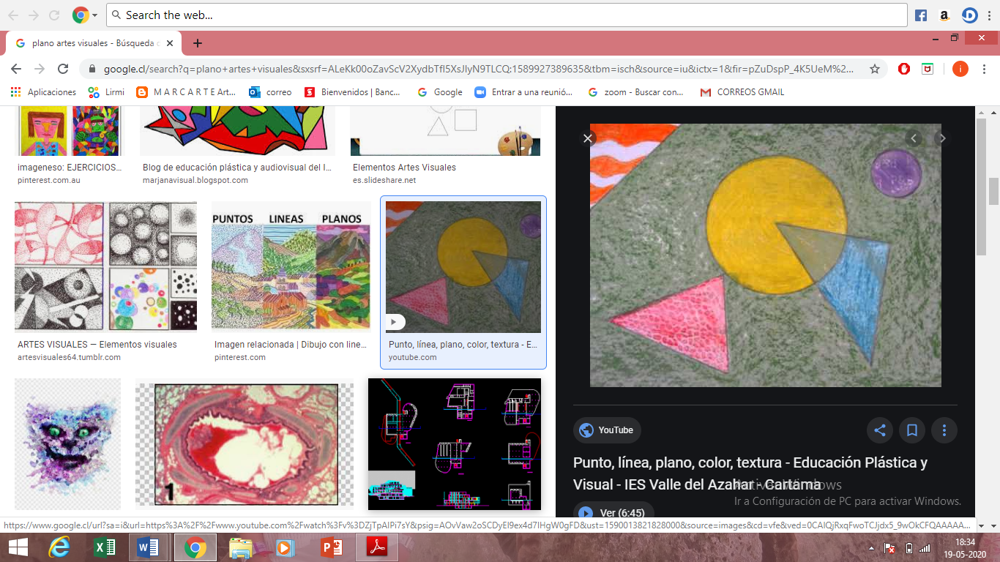 Search the web...
plano artes visuales - Búsqueda
google.cl/search?q=plano+artes+visuales&sxsrf=ALeKk00oZavScV2XydbTfI5XsJIyN9TLCQ:1589927389635&tbm=isch&source=iu&ictx=1&fir=pZuDspP_4K5UeM%2...
Aplicaciones Lirmi M A R C A R T E Art... correo Bienvenidos | Banc... Google Entrar a una reunió... zoom - Buscar con... CORREOS GMAIL
imageneso: EJERCICIOS... Blog de educación plástica y audiovisual del I... Elementos Artes Visuales
pinterest.com.au marjanavisual.blogspot.com es.slideshare.net
PUNTOS LINEAS PLANOS
ARTES VISUALES — Elementos visuales Imagen relacionada | Dibujo con line... Punto, línea, plano, color, textura - E...
artesvisuales64.tumblr.com pinterest.com youtube.com
1
YouTube
Punto, línea, plano, color, textura - Educación Plástica y
Visual - IES Valle del Azahar - Cártama
Ver (6:45)
Activar Windows
Ir a Configuración de PC para activar Windows.
https://www.google.cl/url?sa=i&url=https%3A%2F%2Fwww.youtube.com%2Fwatch%3Fv%3DZjTpAIPi7sY&psig=AOvVaw2oSCDyEI9ex4d7IHgW0gFD&ust=1590013821828000&source=images&cd=vfe&ved=0CAIQjRxqFwoTCJjdx5_9wOkCFQAAAAA...
18:34
19-05-2020